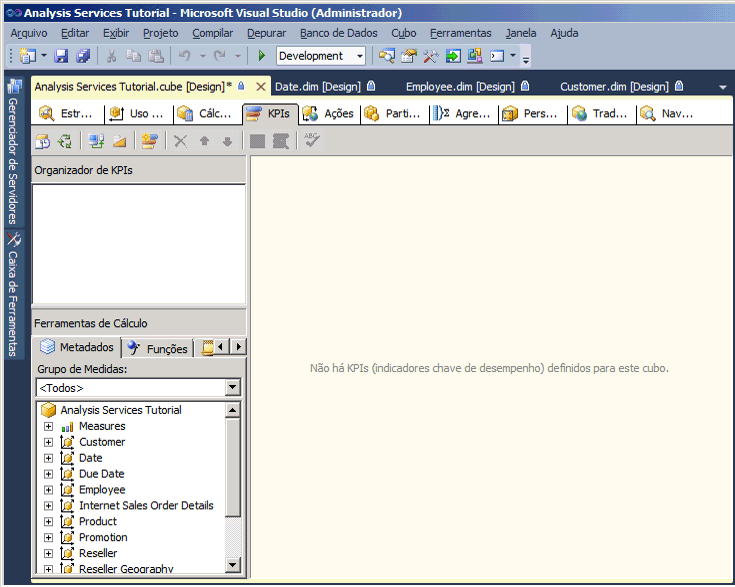 Analysis Services Tutorial - Microsoft Visual Studio (Administrador)
Arquivo Editar Exibir Projeto Compilar Depurar Banco de Dados Cubo Ferramentas Janela Ajuda
Development
Analysis Services Tutorial.cube [Design]* Date.dim [Design] Employee.dim [Design] Customer.dim [Design]
Estr... Uso ... Cálc... KPIs Ações Parti... Agre... Pers... Trad... Nav...
ABC
Gerenciador de Servidores
Caixa de Ferramentas
Organizador de KPIs
Ferramentas de Cálculo
Metadados Funções
Grupo de Medidas:
<Todos>
Analysis Services Tutorial
Measures
Customer
Date
Due Date
Employee
Internet Sales Order Details
Product
Promotion
Reseller
Reseller Geography
Não há KPIs (indicadores chave de desempenho) definidos para este cubo.